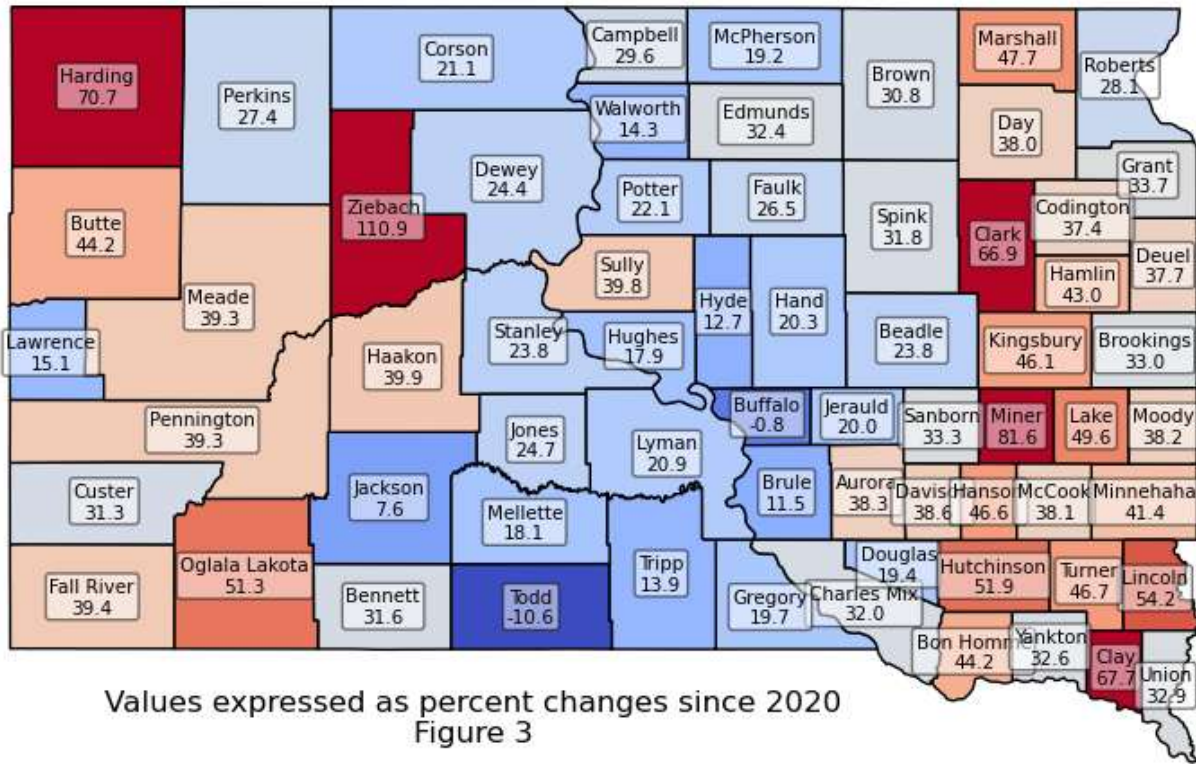 Harding
70.7
Perkins
27.4
Corson
21.1
Campbell
29.6
McPherson
19.2
Brown
30.8
Marshall
47.7
Roberts
28.1
Walworth
14.3
Edmunds
32.4
Day
38.0
Grant
33.7
Butte
44.2
Ziebach
110.9
Dewey
24.4
Potter
22.1
Faulk
26.5
Spink
31.8
Clark
66.9
Codington
37.4
Deuel
37.7
Hamlin
43.0
Lawrence
15.1
Meade
39.3
Haakon
39.9
Stanley
23.8
Sully
39.8
Hughes
17.9
Hyde
12.7
Hand
20.3
Beadle
23.8
Kingsbury
46.1
Brookings
33.0
Pennington
39.3
Jones
24.7
Lyman
20.9
Buffalo
-0.8
Jerauld
20.0
Sanborn
33.3
Miner
81.6
Lake
49.6
Moody
38.2
Custer
31.3
Jackson
7.6
Mellette
18.1
Brule
11.5
Aurora
38.3
Davis
38.6
Hanson
46.6
McCook
38.1
Minnehaha
41.4
Fall River
39.4
Oglala Lakota
51.3
Bennett
31.6
Todd
-10.6
Tripp
13.9
Gregory
19.7
Charles Mix
32.0
Douglas
19.4
Hutchinson
51.9
Turner
46.7
Lincoln
54.2
Bon Homme
44.2
Yankton
32.6
Clay
67.7
Union
32.9
Values expressed as percent changes since 2020
Figure 3